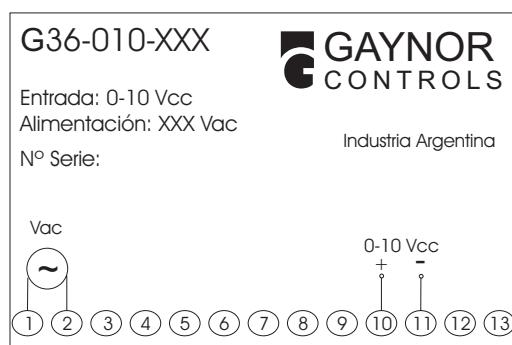 G36-010-XXX
GAYNOR
CONTROLS
Entrada: 0-10 Vcc
Alimentación: XXX Vac
Industria Argentina
Nº Serie:
Vac
0-10 Vcc
~
+ -
1 2 3 4 5 6 7 8 9 10 11 12 13